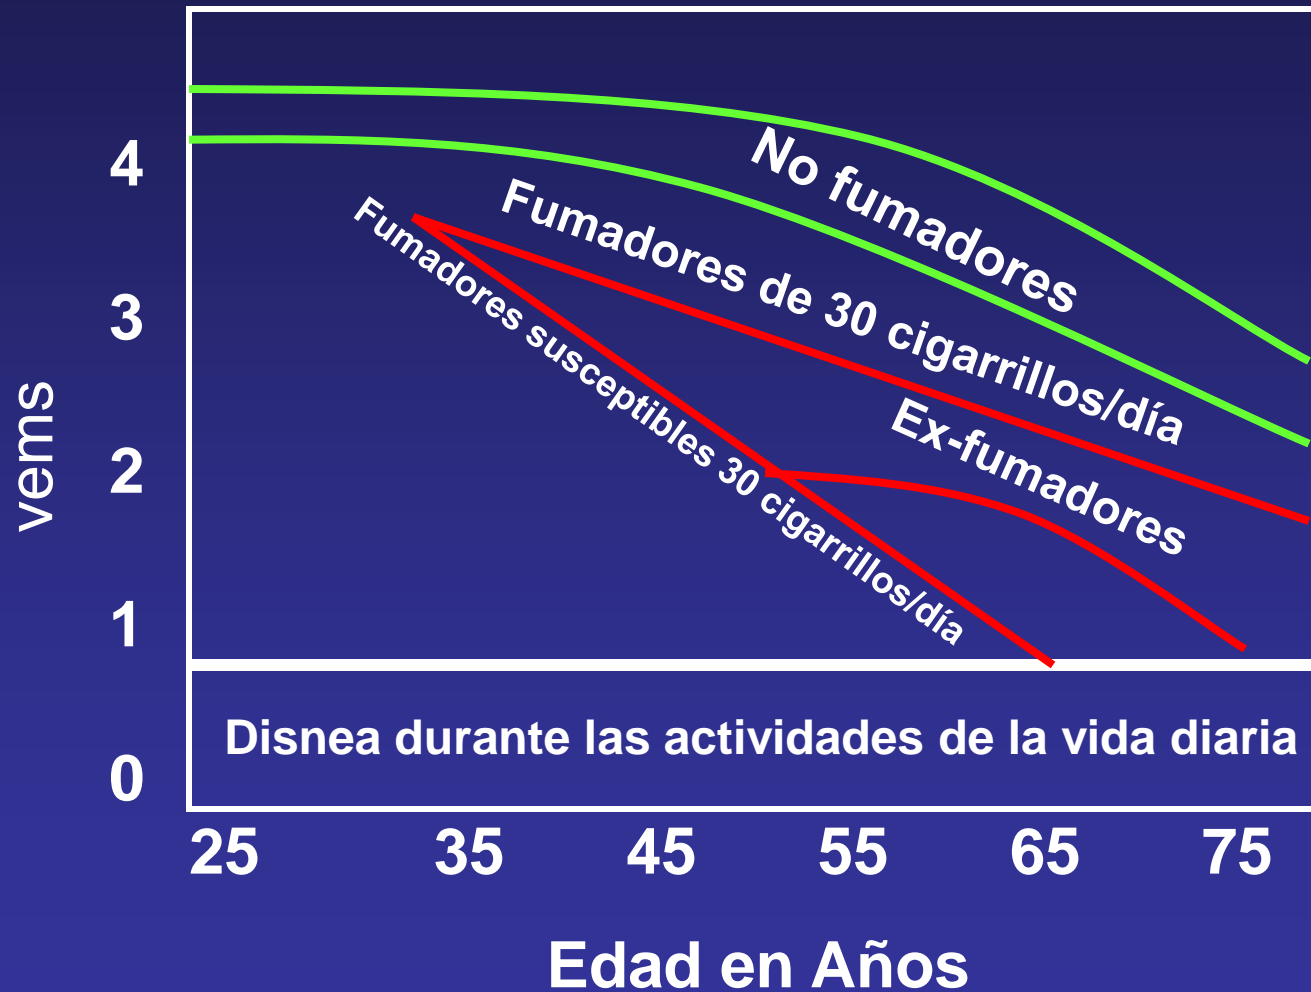 4
3
2
1
0
vems
No fumadores
Fumadores de 30 cigarrillos/día
Ex-fumadores
Fumadores susceptibles 30 cigarrillos/día
Disnea durante las actividades de la vida diaria
25 35 45 55 65 75
Edad en Años